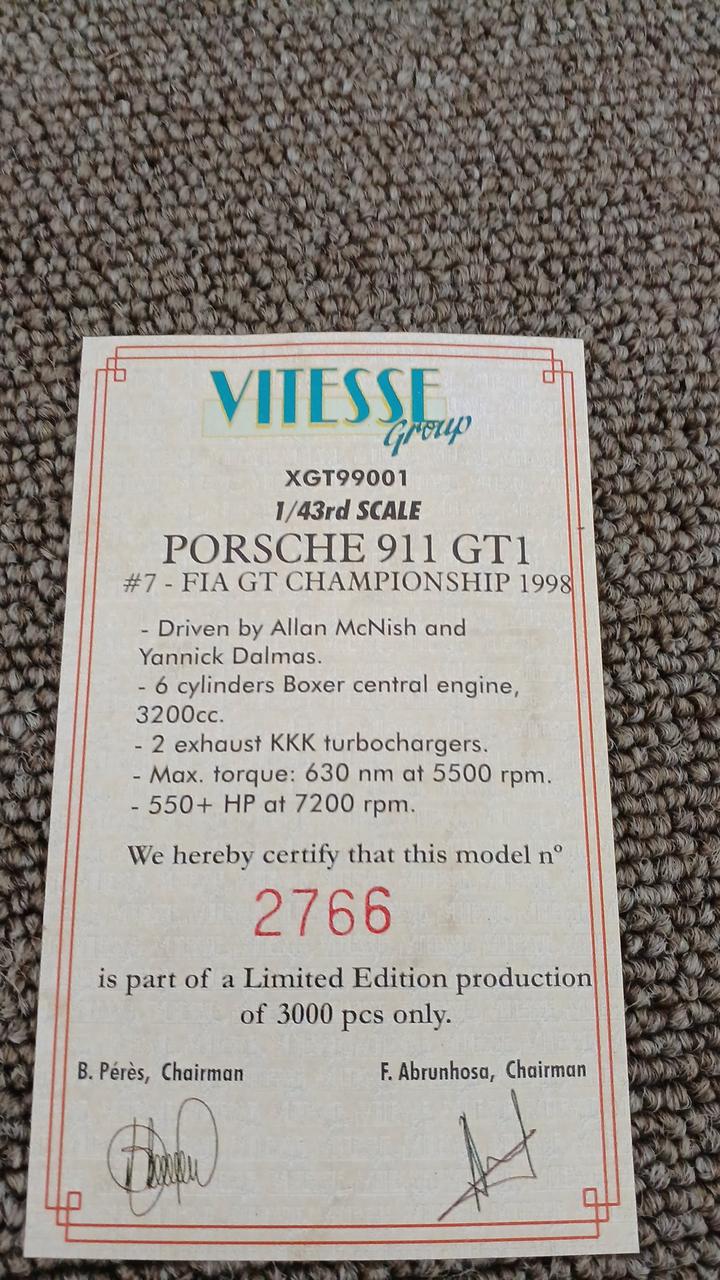 VITESSE
Group
XGT99001
1/43rd SCALE
PORSCHE 911 GT1
#7 - FIA GT CHAMPIONSHIP 1998
- Driven by Allan McNish and
Yannick Dalmas.
- 6 cylinders Boxer central engine,
3200cc.
- 2 exhaust KKK turbochargers.
- Max. torque: 630 nm at 5500 rpm.
- 550+ HP at 7200 rpm.
We hereby certify that this model nº
2766
is part of a Limited Edition production
of 3000 pcs only.
B. Pérès, Chairman F. Abrunhosa, Chairman